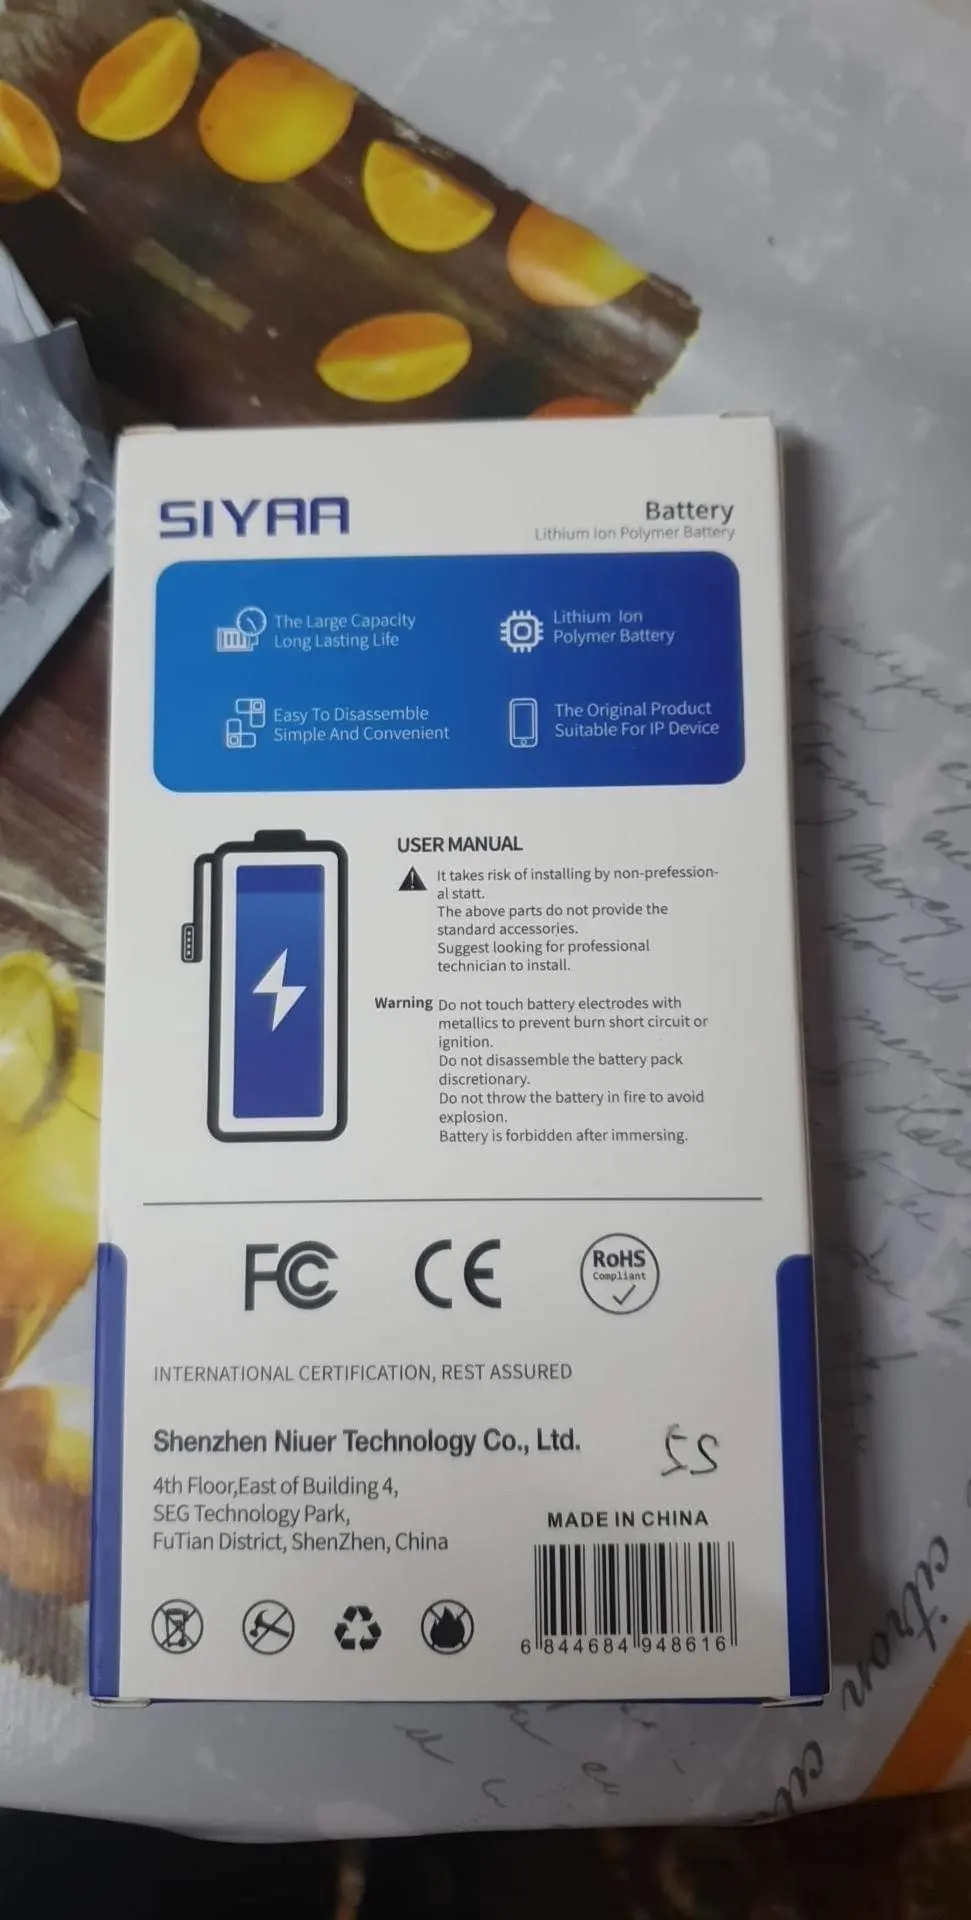 SIYAA
Battery
Lithium Ion Polymer Battery
The Large Capacity
Long Lasting Life
Lithium Ion
Polymer Battery
Easy To Disassemble
Simple And Convenient
The Original Product
Suitable For IP Device
USER MANUAL
It takes risk of installing by non-prefession-
al statt.
The above parts do not provide the
standard accessories.
Suggest looking for professional
technician to install.
Warning Do not touch battery electrodes with
metallics to prevent burn short circuit or
ignition.
Do not disassemble the battery pack
discretionary.
Do not throw the battery in fire to avoid
explosion.
Battery is forbidden after immersing.
FC CE RoHS
Compliant
INTERNATIONAL CERTIFICATION, REST ASSURED
Shenzhen Niuer Technology Co., Ltd.
5S
4th Floor,East of Building 4,
SEG Technology Park,
FuTian District, ShenZhen, China
MADE IN CHINA
6 844684 948616
citron